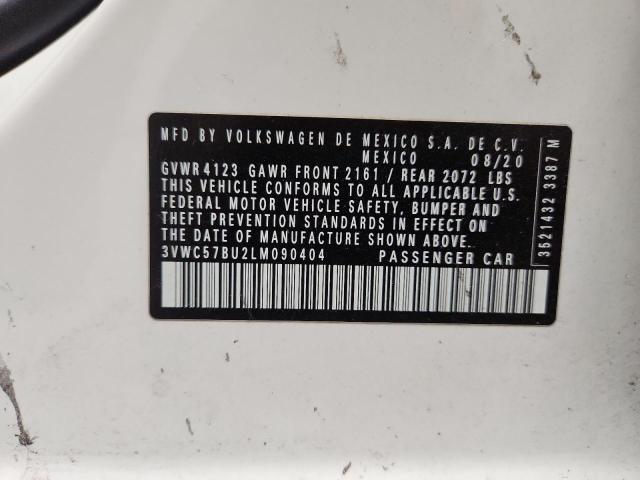 MFD BY VOLKSWAGEN DE MEXICO S.A. DE C.V.
MEXICO 08/20
GVWR 4123 GAWR FRONT 2161 / REAR 2072 LBS
THIS VEHICLE CONFORMS TO ALL APPLICABLE U.S.
FEDERAL MOTOR VEHICLE SAFETY, BUMPER AND
THEFT PREVENTION STANDARDS IN EFFECT ON
THE DATE OF MANUFACTURE SHOWN ABOVE.
3VWC57BU2LM090404 PASSENGER CAR
3521432 3387 M